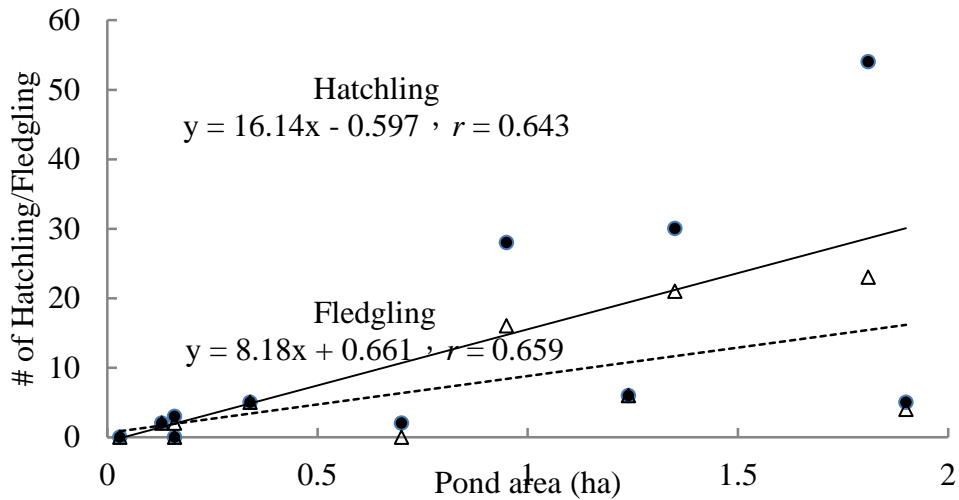 60
50
40
30
20
10
0
# of Hatchling/Fledgling
Hatchling
y = 16.14x - 0.597，r = 0.643
Fledgling
y = 8.18x + 0.661，r = 0.659
0 0.5 1 1.5 2
Pond area (ha)